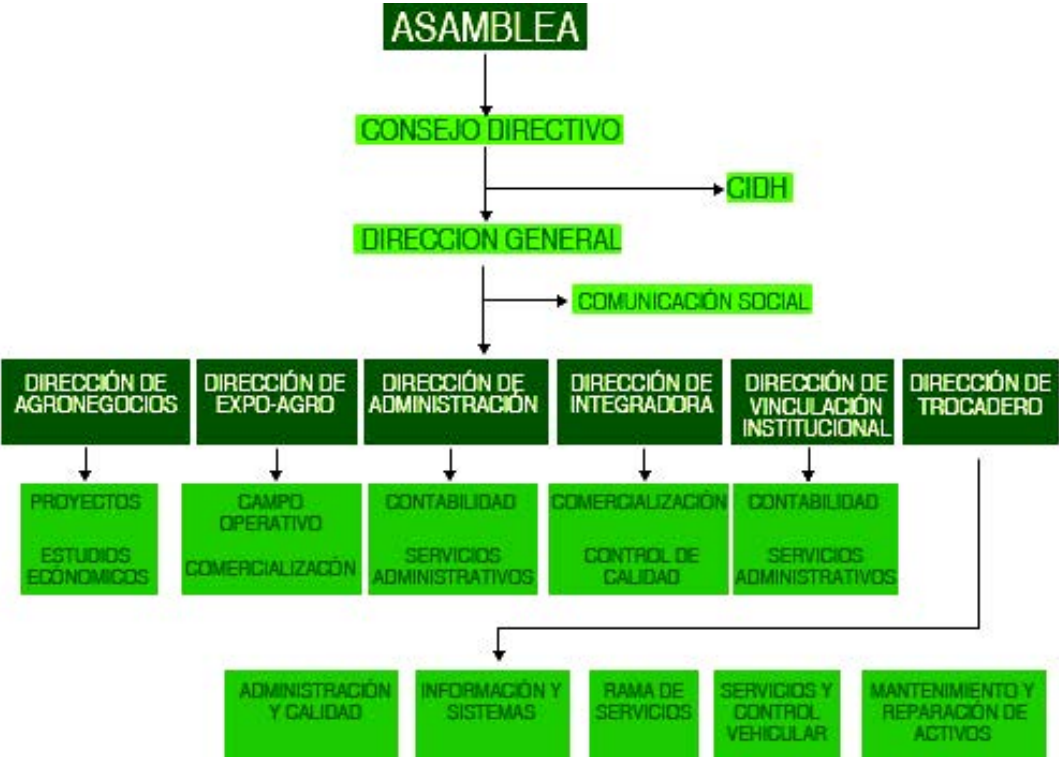 ASAMBLEA
CONSEJO DIRECTIVO
CIDH
DIRECCION GENERAL
COMUNICACIÓN SOCIAL
DIRECCIÓN DE
AGRONEGOCIOS
DIRECCIÓN DE
EXPO-AGRO
DIRECCIÓN DE
ADMINISTRACIÓN
DIRECCIÓN DE
INTEGRADORA
DIRECCIÓN DE
VINCULACIÓN
INSTITUCIONAL
DIRECCIÓN DE
TROCADERO
PROYECTOS
ESTUDIOS
ECONÓMICOS
CAMPO
OPERATIVO
COMERCIALIZACÓN
CONTABILIDAD
SERVICIOS
ADMINISTRATIVOS
COMERCIALIZACIÓN
CONTROL DE
CALIDAD
CONTABILIDAD
SERVICIOS
ADMINISTRATIVOS
ADMINISTRACIÓN
Y CALIDAD
INFORMACIÓN Y
SISTEMAS
RAMA DE
SERVICIOS
SERVICIOS Y
CONTROL
VEHICULAR
MANTENIMIENTO Y
REPARACIÓN DE
ACTIVOS